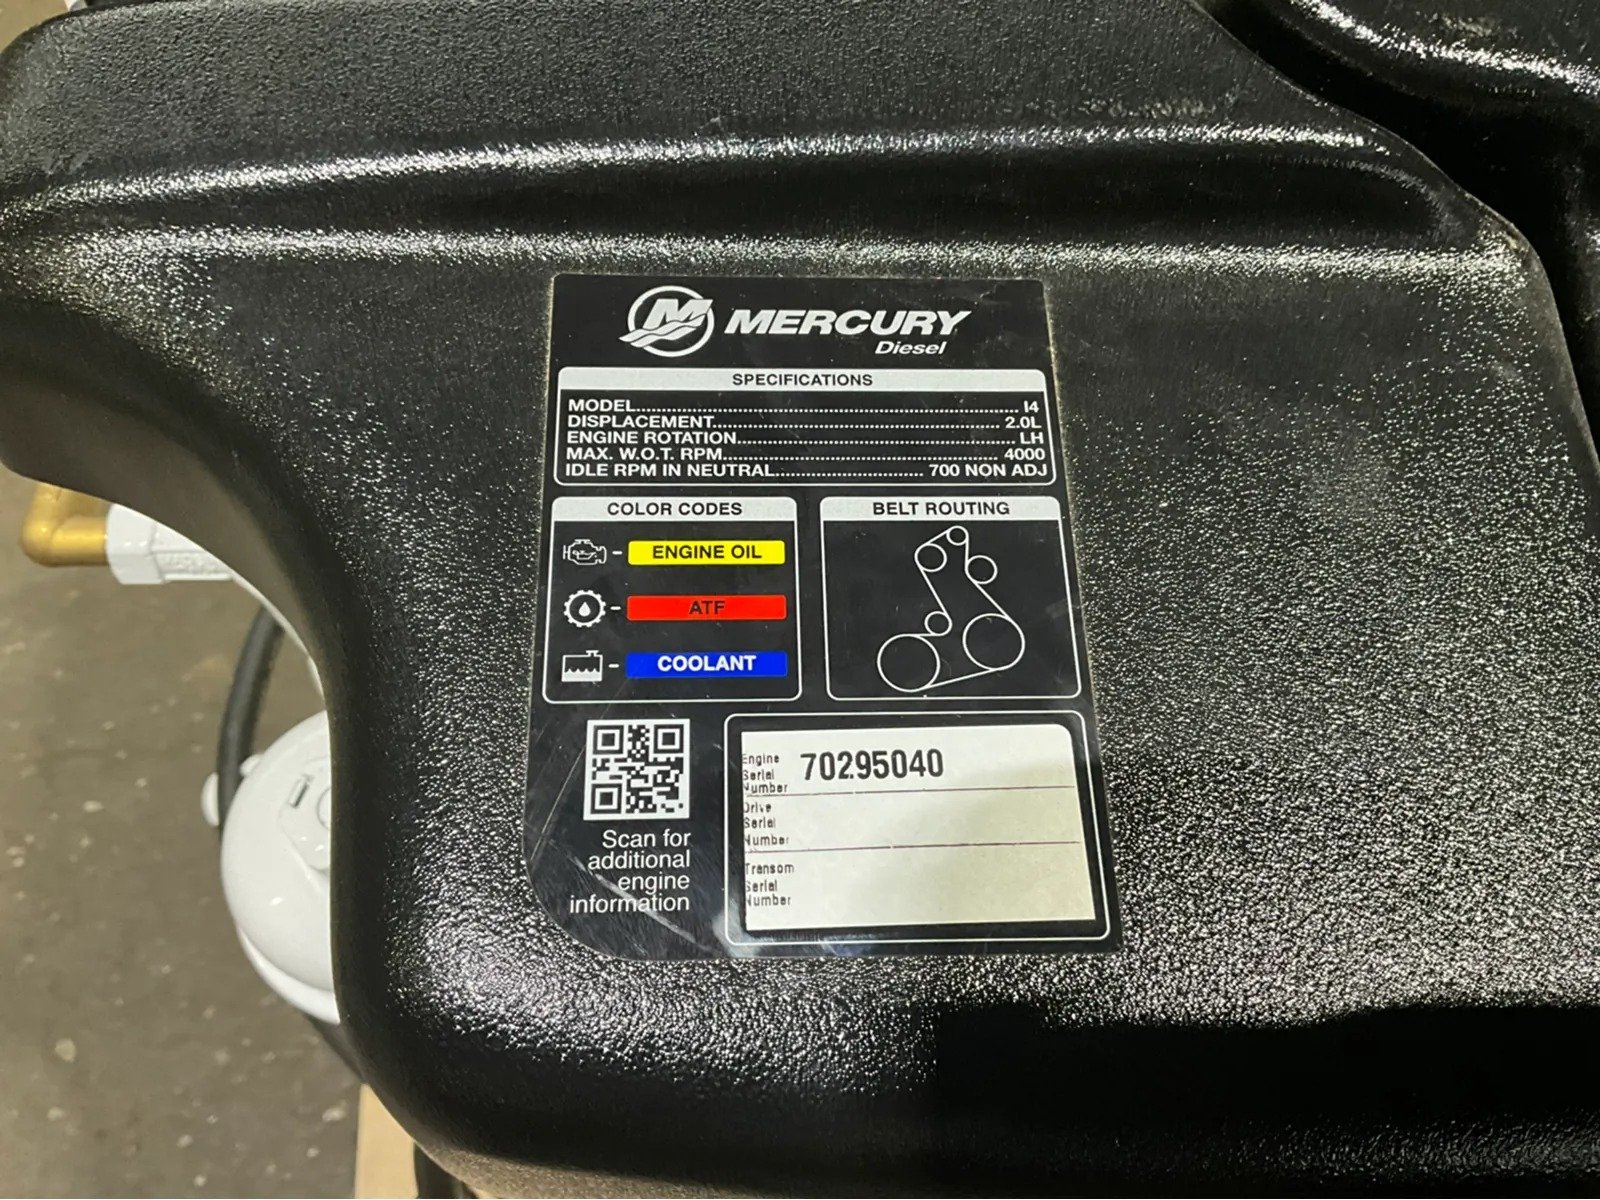 MERCURY
Diesel
SPECIFICATIONS
MODEL........................................ I4
DISPLACEMENT........................................ 2.0L
ENGINE ROTATION........................................ LH
MAX. W.O.T. RPM........................................ 4000
IDLE RPM IN NEUTRAL........................................ 700 NON ADJ
COLOR CODES
- ENGINE OIL
- ATF
- COOLANT
BELT ROUTING
Scan for
additional
engine
information
Engine
Serial
Number
70295040
Drive
Serial
Number
Transom
Serial
Number